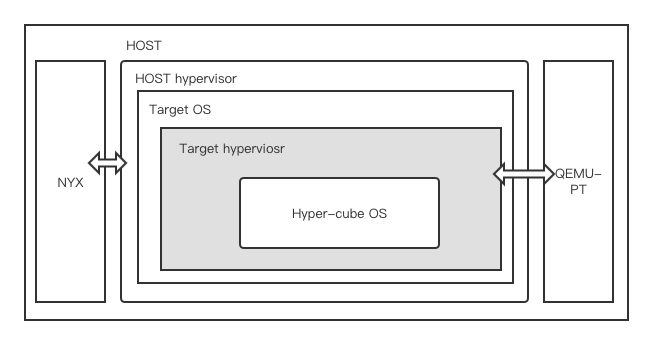 HOST
HOST hypervisor
Target OS
Target hyperviosr
NYX
Hyper-cube OS
QEMU-
PT